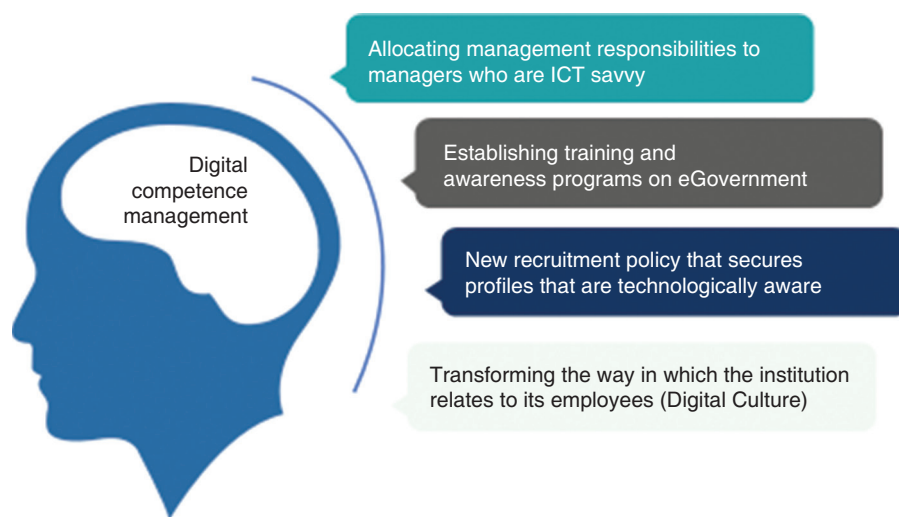 Digital
competence
management
Allocating management responsibilities to
managers who are ICT savvy
Establishing training and
awareness programs on eGovernment
New recruitment policy that secures
profiles that are technologically aware
Transforming the way in which the institution
relates to its employees (Digital Culture)